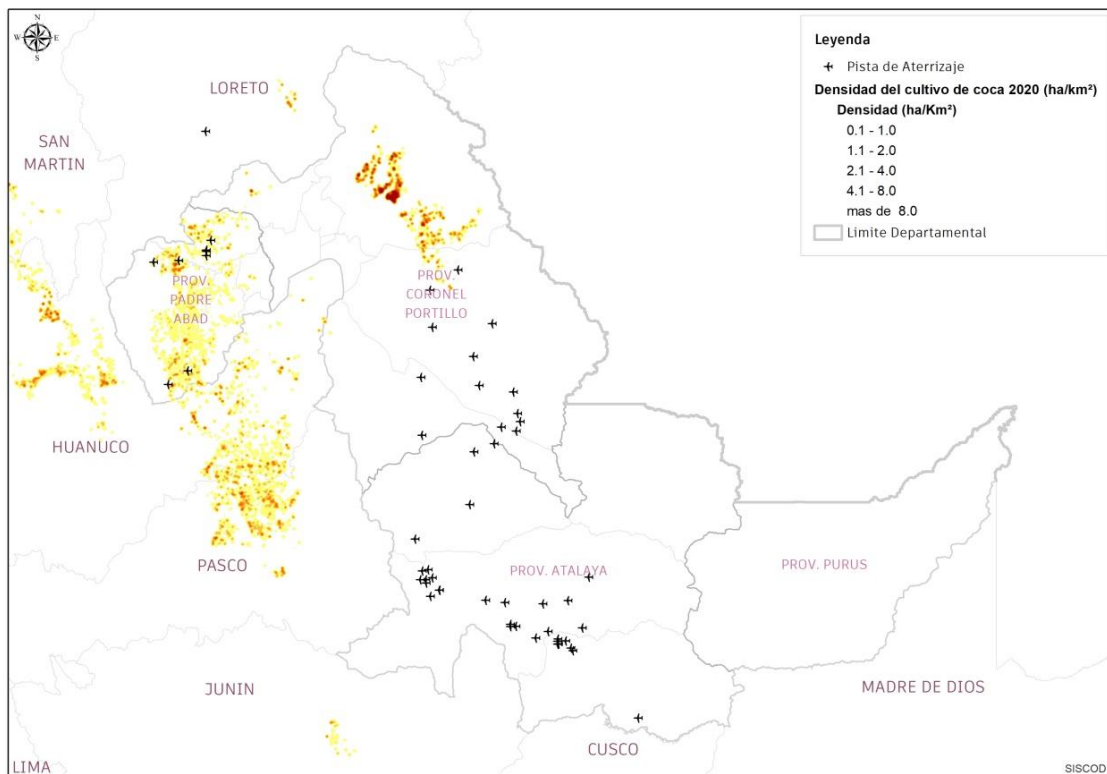 N
W E
S
Leyenda
Pista de Aterrizaje
Densidad del cultivo de coca 2020 (ha/km²)
Densidad (ha/Km²)
0.1 - 1.0
1.1 - 2.0
2.1 - 4.0
4.1 - 8.0
mas de 8.0
Limite Departamental
LORETO
SAN
MARTIN
PROV.
PADRE
ABAD
PROV.
CORONEL
PORTILLO
HUANUCO
PASCO
PROV. ATALAYA
PROV. PURUS
JUNIN
MADRE DE DIOS
CUSCO
LIMA
SISCOD